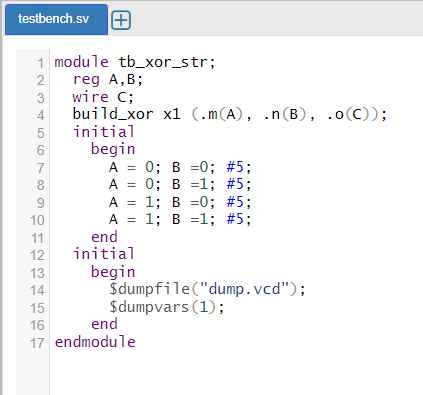 testbench.sv
1 module tb_xor_str;
2 reg A,B;
3 wire C;
4 build_xor x1 (.m(A), .n(B), .o(C));
5 initial
6 begin
7 A = 0; B =0; #5;
8 A = 0; B =1; #5;
9 A = 1; B =0; #5;
10 A = 1; B =1; #5;
11 end
12 initial
13 begin
14 $dumpfile("dump.vcd");
15 $dumpvars(1);
16 end
17 endmodule